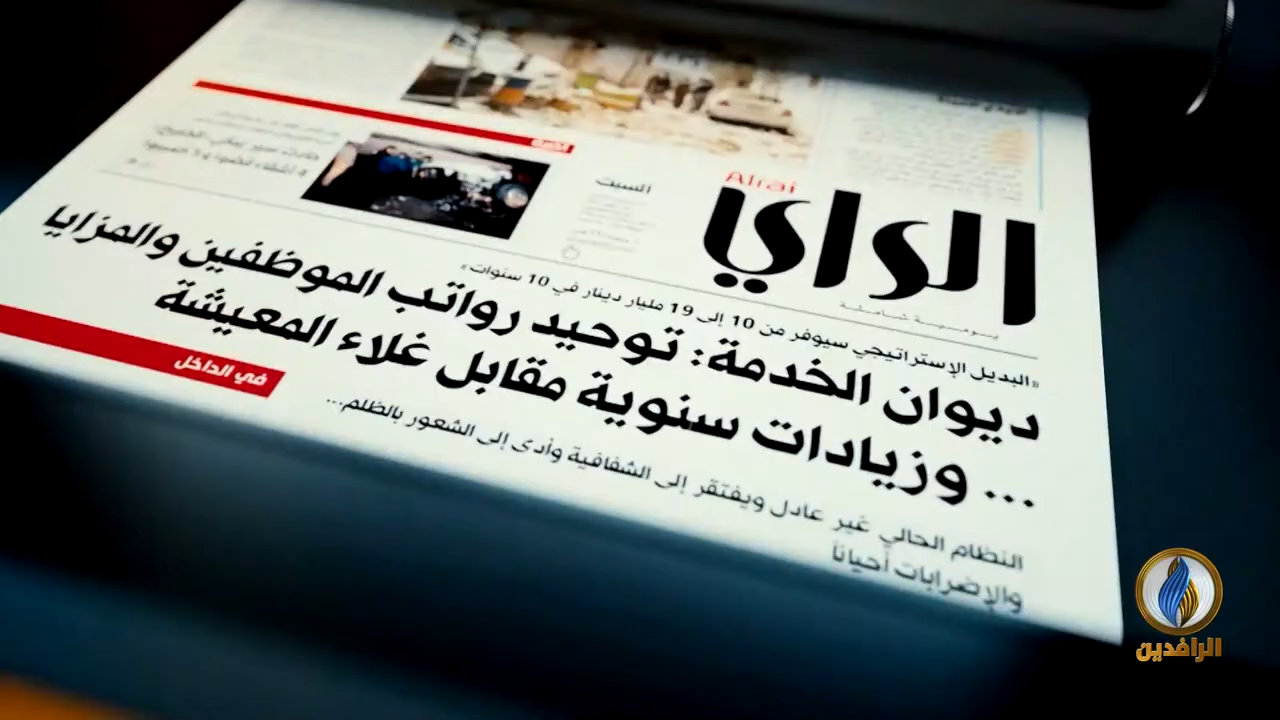 السبت
Alrai
الراي
يومية شاملة
«البديل الإستراتيجي سيوفر من 10 إلى 19 مليار دينار في 10 سنوات»
ديوان الخدمة: توحيد رواتب الموظفين والمزايا
... وزيادات سنوية مقابل غلاء المعيشة
في الداخل
النظام الحالي غير عادل ويفتقر إلى الشفافية وأدى إلى الشعور بالظلم...
والإضرابات أحياناً
الرافدين